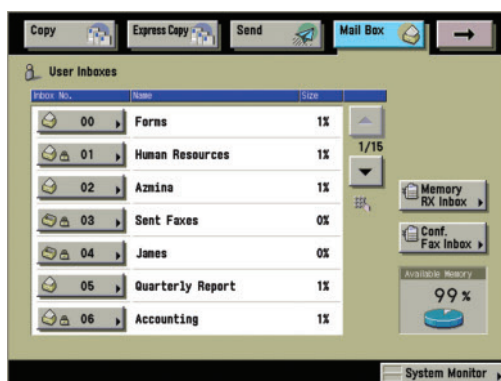 Copy Express Copy Send Mail Box
User Inboxes
Inbox No. Name Size
00 Forms 1%
01 Human Resources 1%
02 Azmina 1%
03 Sent Faxes 0%
04 James 0%
05 Quarterly Report 1%
06 Accounting 1%
1/15
Memory
RX Inbox
Conf.
Fax Inbox
Available Memory
99 %
System Monitor